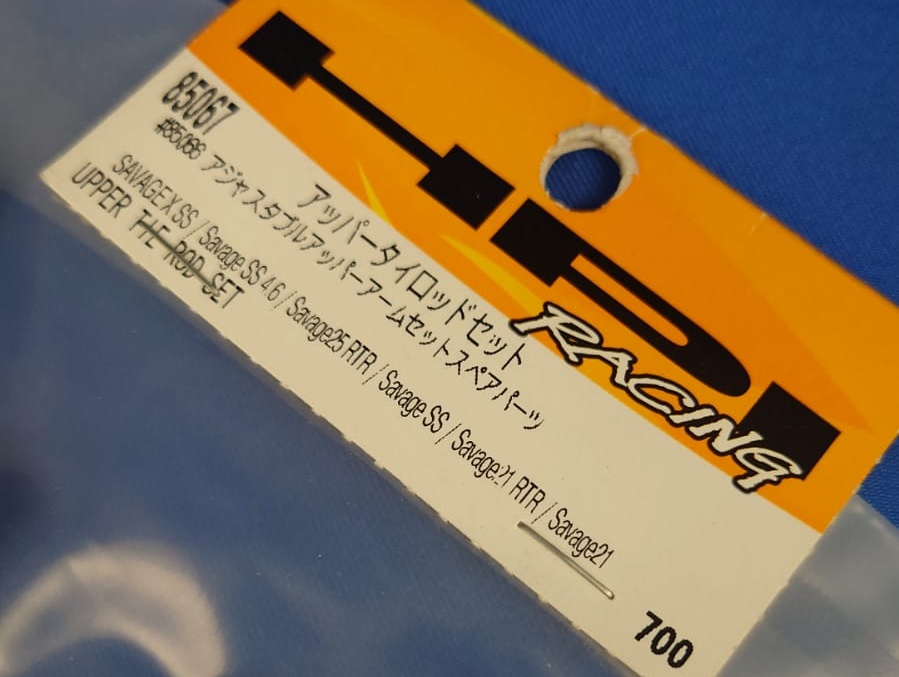 HPI
RACING
85067
アッパータイロッドセット
#85066 アジャスタブルアッパーアームセットスペアパーツ
SAVAGE X SS / Savage SS 4.6 / Savage25 RTR / Savage SS / Savage21 RTR / Savage21
UPPER TIE ROD SET
700